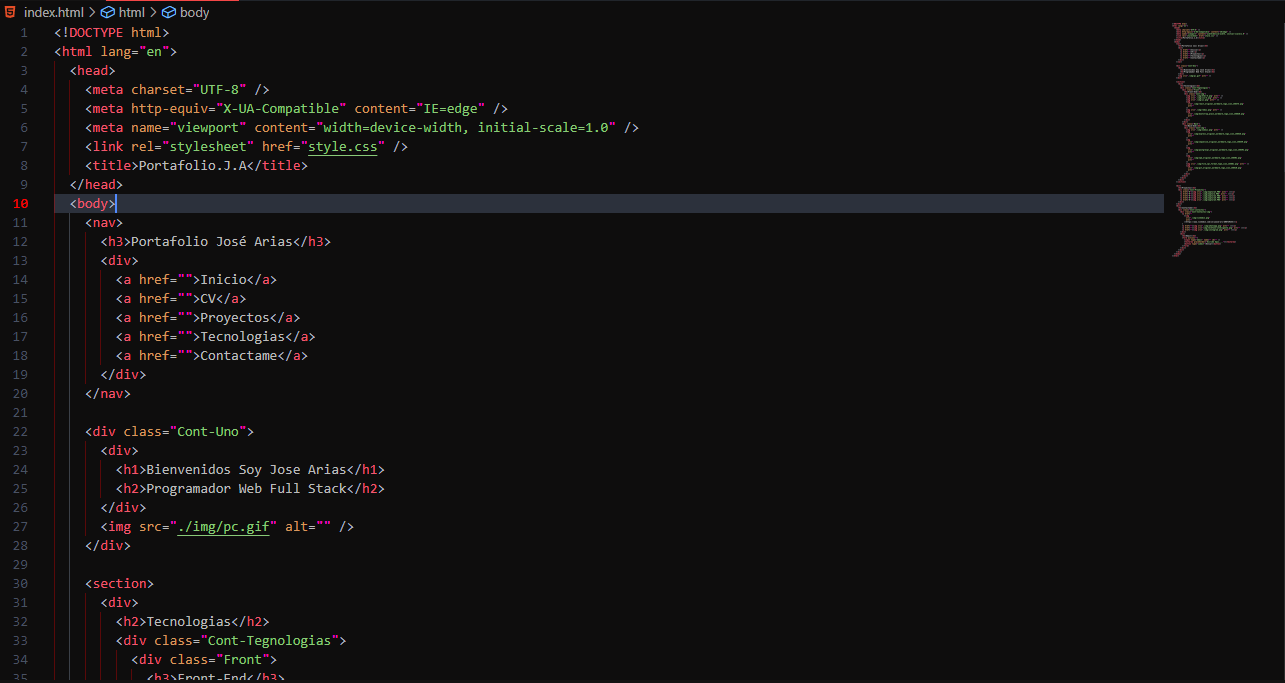 index.html > html > body
1 <!DOCTYPE html>
2 <html lang="en">
3 <head>
4 <meta charset="UTF-8" />
5 <meta http-equiv="X-UA-Compatible" content="IE=edge" />
6 <meta name="viewport" content="width=device-width, initial-scale=1.0" />
7 <link rel="stylesheet" href="style.css" />
8 <title>Portafolio.J.A</title>
9 </head>
10 <body>
11 <nav>
12 <h3>Portafolio José Arias</h3>
13 <div>
14 <a href="">Inicio</a>
15 <a href="">CV</a>
16 <a href="">Proyectos</a>
17 <a href="">Tecnologias</a>
18 <a href="">Contactame</a>
19 </div>
20 </nav>
21
22 <div class="Cont-Uno">
23 <div>
24 <h1>Bienvenidos Soy Jose Arias</h1>
25 <h2>Programador Web Full Stack</h2>
26 </div>
27 <img src="./img/pc.gif" alt="" />
28 </div>
29
30 <section>
31 <div>
32 <h2>Tecnologias</h2>
33 <div class="Cont-Tegnologias">
34 <div class="Front">
35 <h3>Front-End</h3>